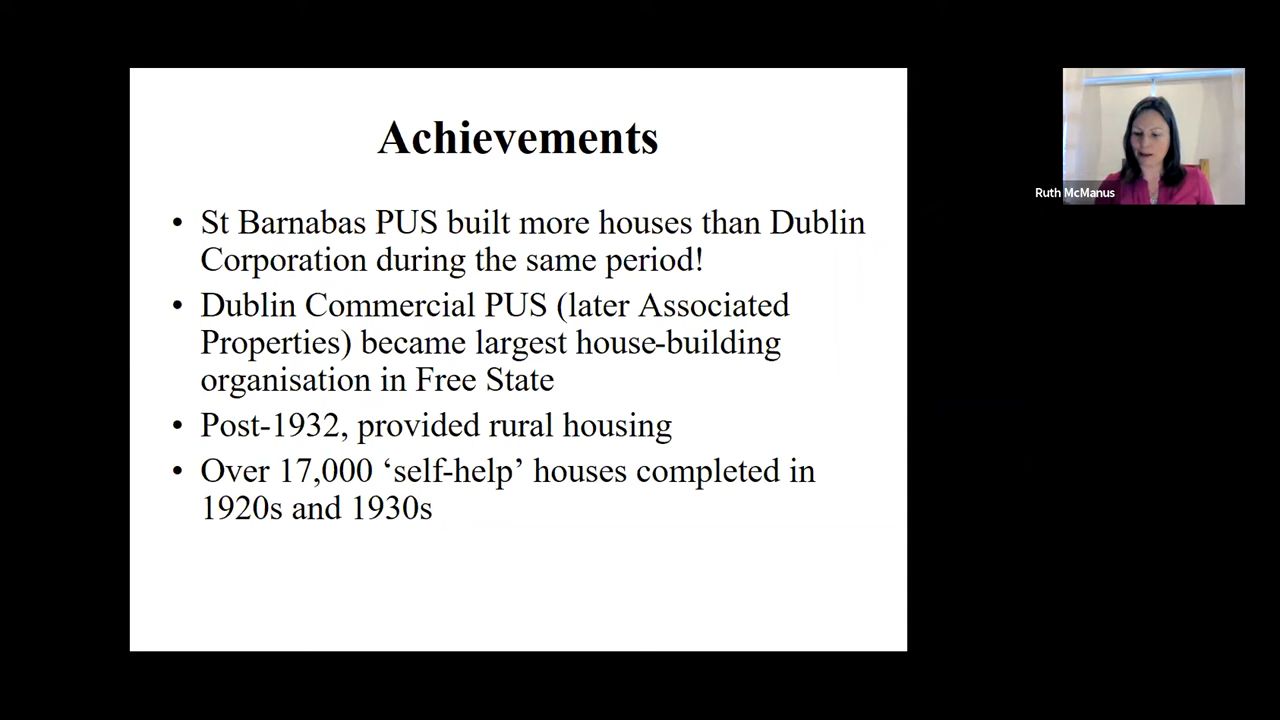 Achievements
• St Barnabas PUS built more houses than Dublin
Corporation during the same period!
• Dublin Commercial PUS (later Associated
Properties) became largest house-building
organisation in Free State
• Post-1932, provided rural housing
• Over 17,000 ‘self-help’ houses completed in
1920s and 1930s
Ruth McManus